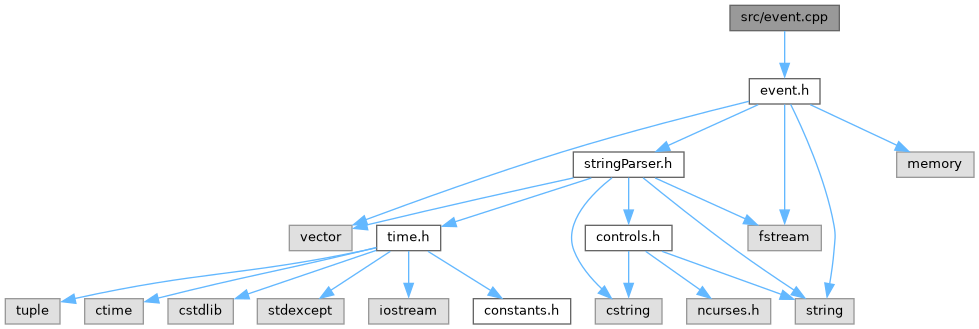 src/event.cpp
event.h
stringParser.h
memory
vector
time.h
controls.h
fstream
tuple
ctime
cstdlib
stdexcept
iostream
constants.h
cstring
ncurses.h
string